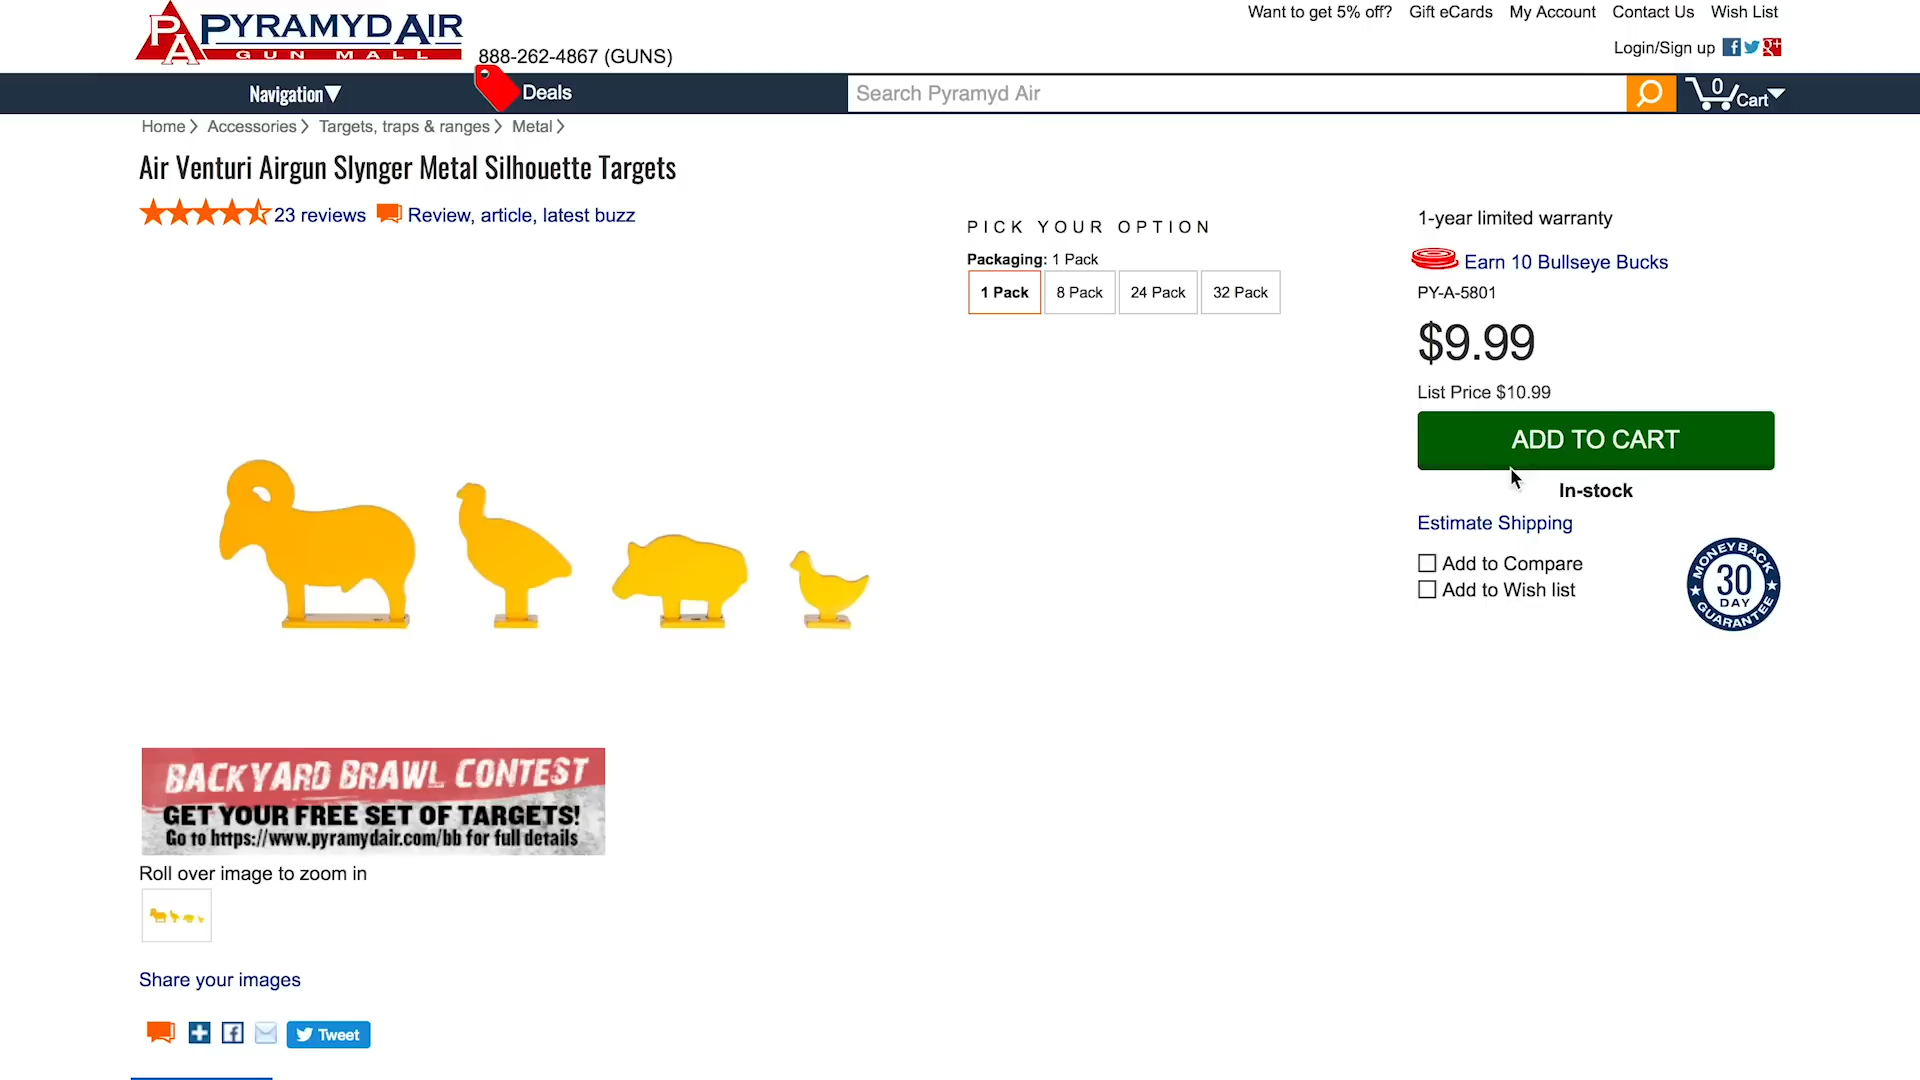 Want to get 5% off? Gift eCards My Account Contact Us Wish List
PYRAMYD AIR
PA
GUN MALL
888-262-4867 (GUNS)
Login/Sign up
Navigation▼
Deals
Search Pyramyd Air
0
Cart
Home > Accessories > Targets, traps & ranges > Metal >
Air Venturi Airgun Slynger Metal Silhouette Targets
23 reviews Review, article, latest buzz
PICK YOUR OPTION
Packaging: 1 Pack
1 Pack 8 Pack 24 Pack 32 Pack
1-year limited warranty
Earn 10 Bullseye Bucks
PY-A-5801
$9.99
List Price $10.99
ADD TO CART
In-stock
Estimate Shipping
Add to Compare
Add to Wish list
MONEY BACK
30
DAY
GUARANTEE
BACKYARD BRAWL CONTEST
GET YOUR FREE SET OF TARGETS!
Go to https://www.pyramydair.com/bb for full details
Roll over image to zoom in
Share your images
Tweet